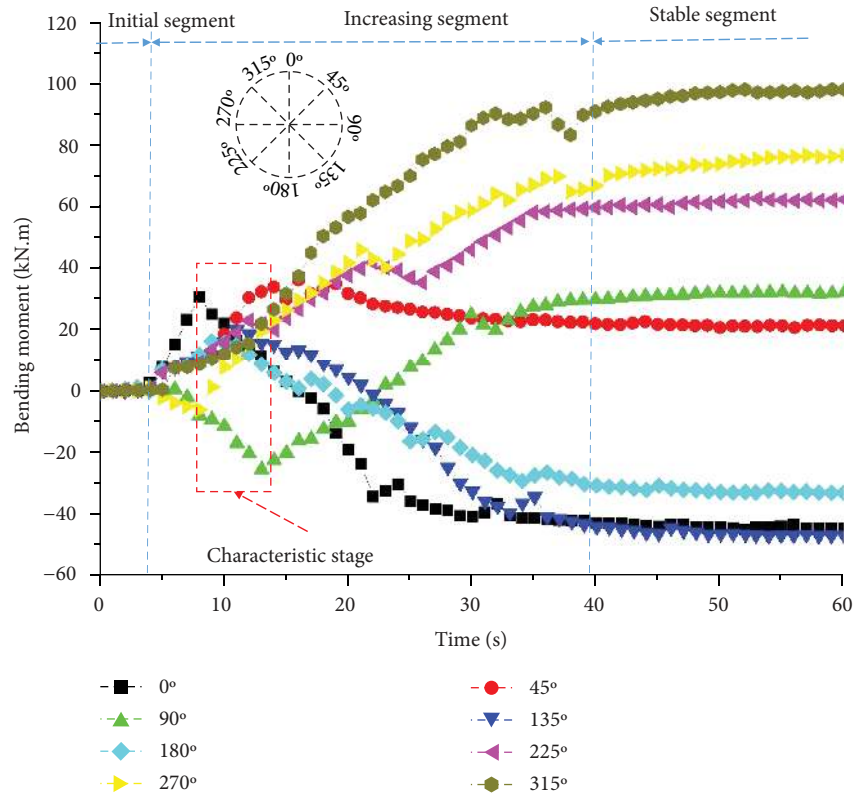 Initial segment
Increasing segment
Stable segment
120
100
80
60
40
20
0
−20
−40
−60
Bending moment (kN.m)
0º
45º
90º
135º
180º
225º
270º
315º
Characteristic stage
0
10
20
30
40
50
60
Time (s)
0º
90º
180º
270º
45º
135º
225º
315º